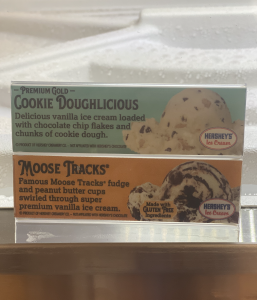 PREMIUM GOLD
COOKIE DOUGHLICIOUS
Delicious vanilla ice cream loaded
with chocolate chip flakes and
chunks of cookie dough.
HERSHEY'S
Ice Cream
MOOSE TRACKS®
Famous Moose Tracks® fudge
and peanut butter cups
swirled through super
premium vanilla ice cream.
Made with
GLUTEN FREE
Ingredients
HERSHEY'S
Ice Cream